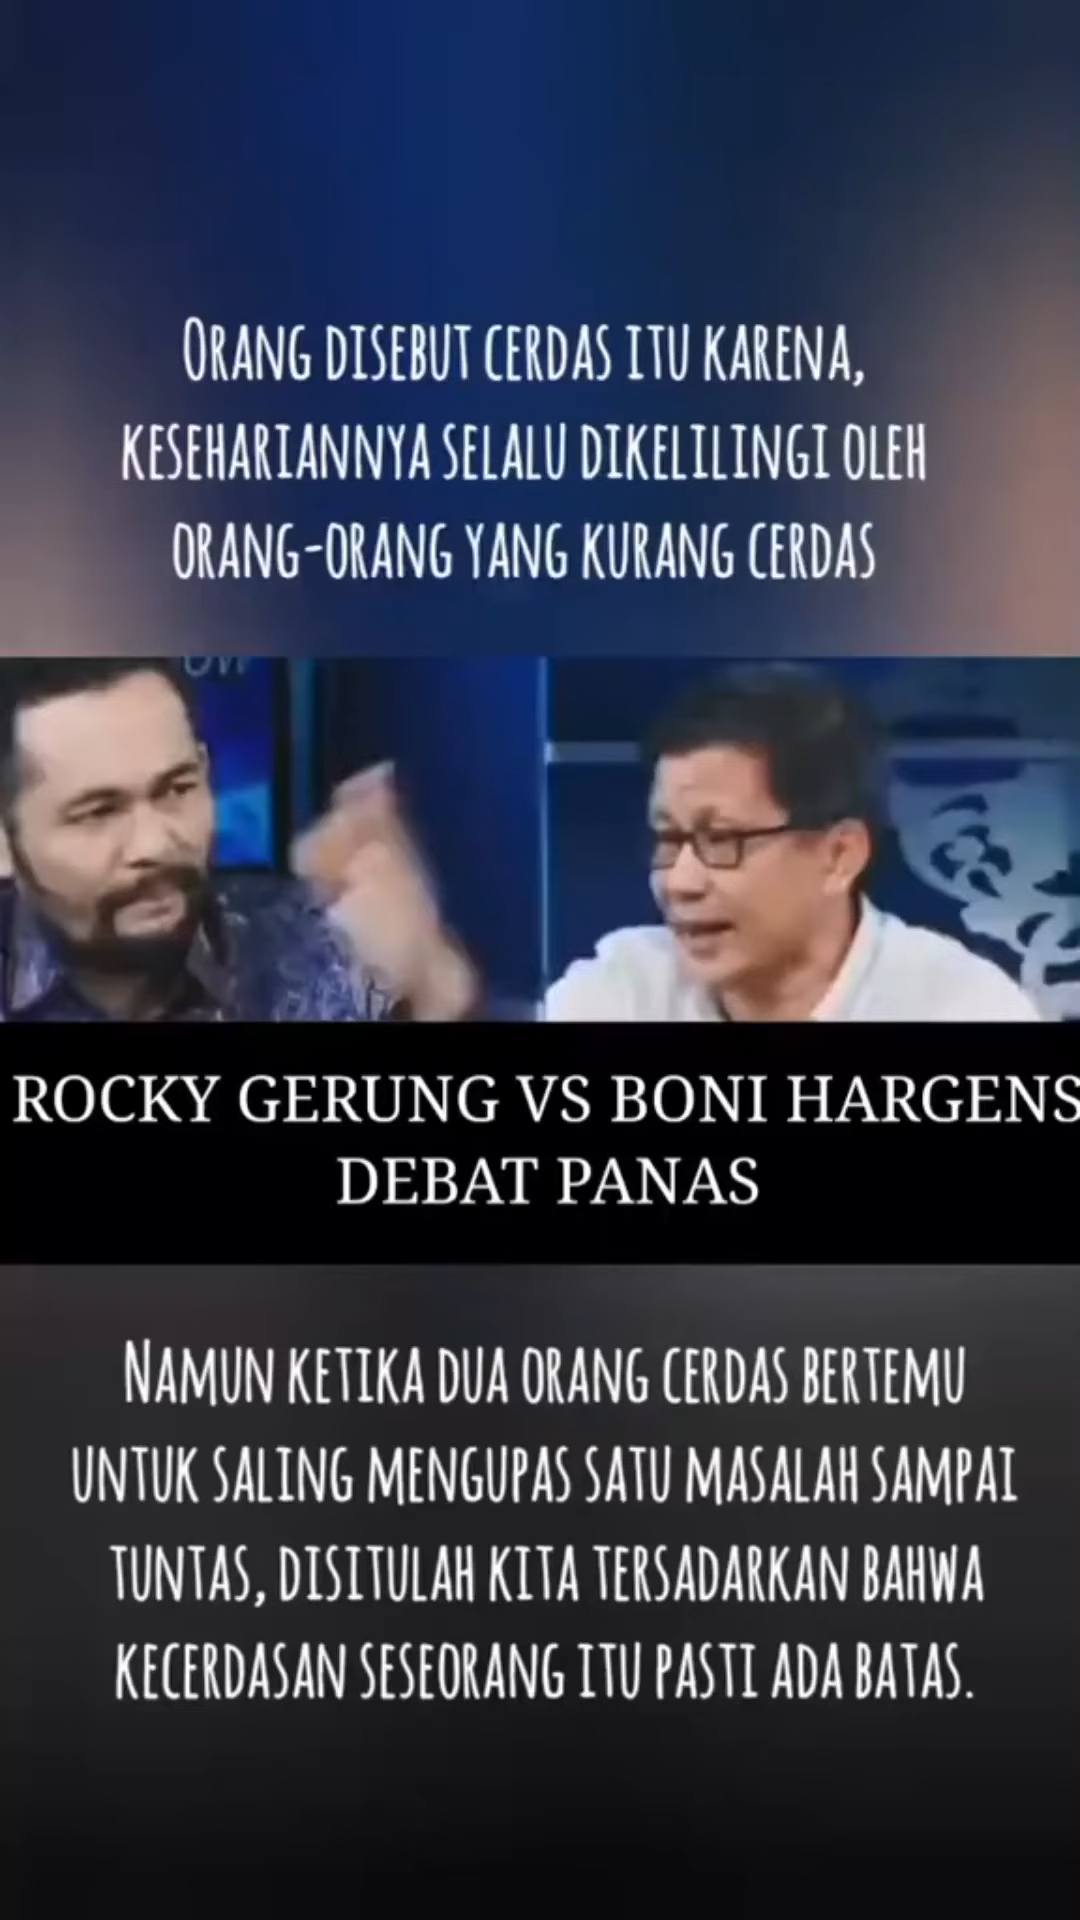 Orang disebut cerdas itu karena,
kesehariannya selalu dikelilingi oleh
orang-orang yang kurang cerdas
ROCKY GERUNG VS BONI HARGENS
DEBAT PANAS
Namun ketika dua orang cerdas bertemu
untuk saling mengupas satu masalah sampai
tuntas, disitulah kita tersadarkan bahwa
kecerdasan seseorang itu pasti ada batas.